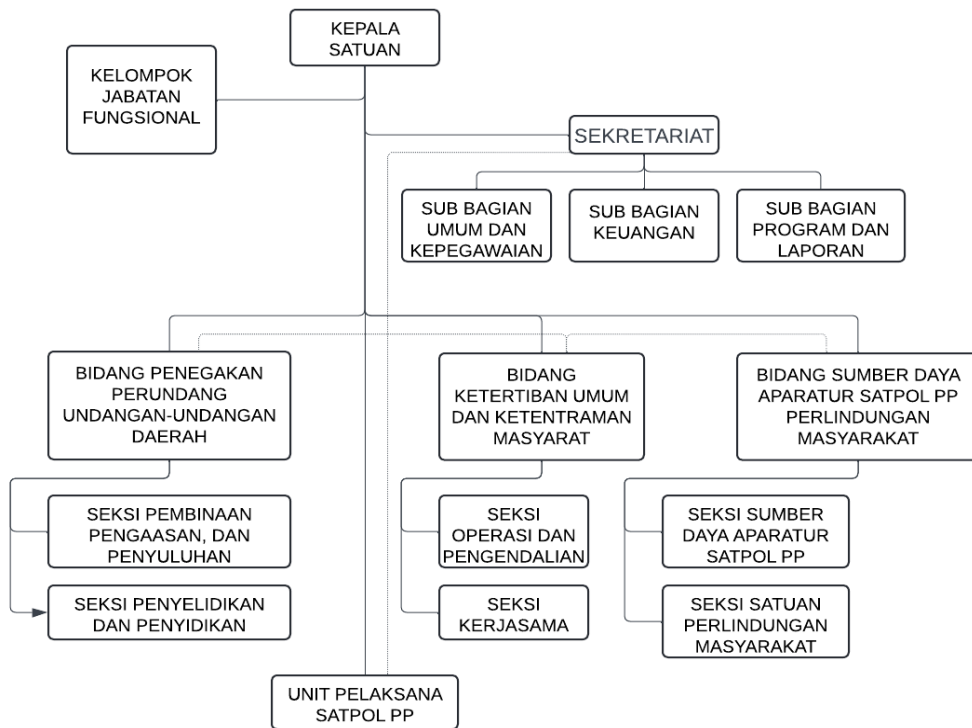 KEPALA
SATUAN
KELOMPOK
JABATAN
FUNGSIONAL
SEKRETARIAT
SUB BAGIAN
UMUM DAN
KEPEGAWAIAN
SUB BAGIAN
KEUANGAN
SUB BAGIAN
PROGRAM DAN
LAPORAN
BIDANG PENEGAKAN
PERUNDANG
UNDANGAN-UNDANGAN
DAERAH
BIDANG
KETERTIBAN UMUM
DAN KETENTRAMAN
MASYARAT
BIDANG SUMBER DAYA
APARATUR SATPOL PP
PERLINDUNGAN
MASYARAKAT
SEKSI PEMBINAAN
PENGAASAN, DAN
PENYULUHAN
SEKSI
OPERASI DAN
PENGENDALIAN
SEKSI SUMBER
DAYA APARATUR
SATPOL PP
SEKSI PENYELIDIKAN
DAN PENYIDIKAN
SEKSI
KERJASAMA
SEKSI SATUAN
PERLINDUNGAN
MASYARAKAT
UNIT PELAKSANA
SATPOL PP